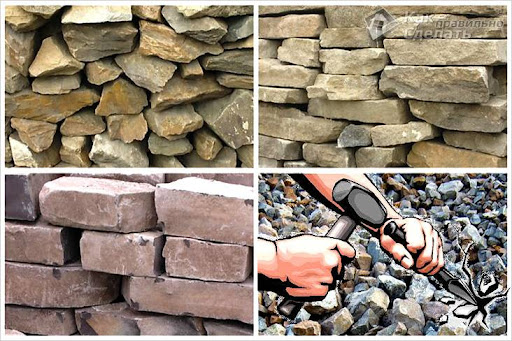 Как
правильно
сделать